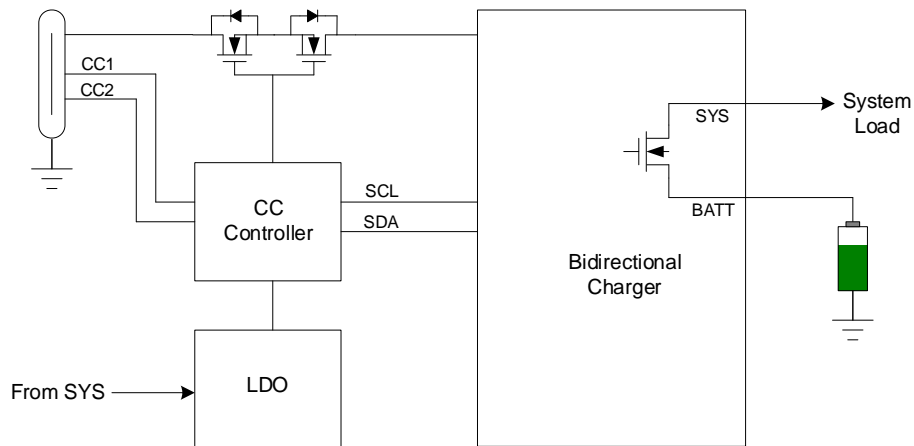 CC1
CC2
SYS
System
Load
SCL
CC
Controller
SDA
BATT
Bidirectional
Charger
LDO
From SYS